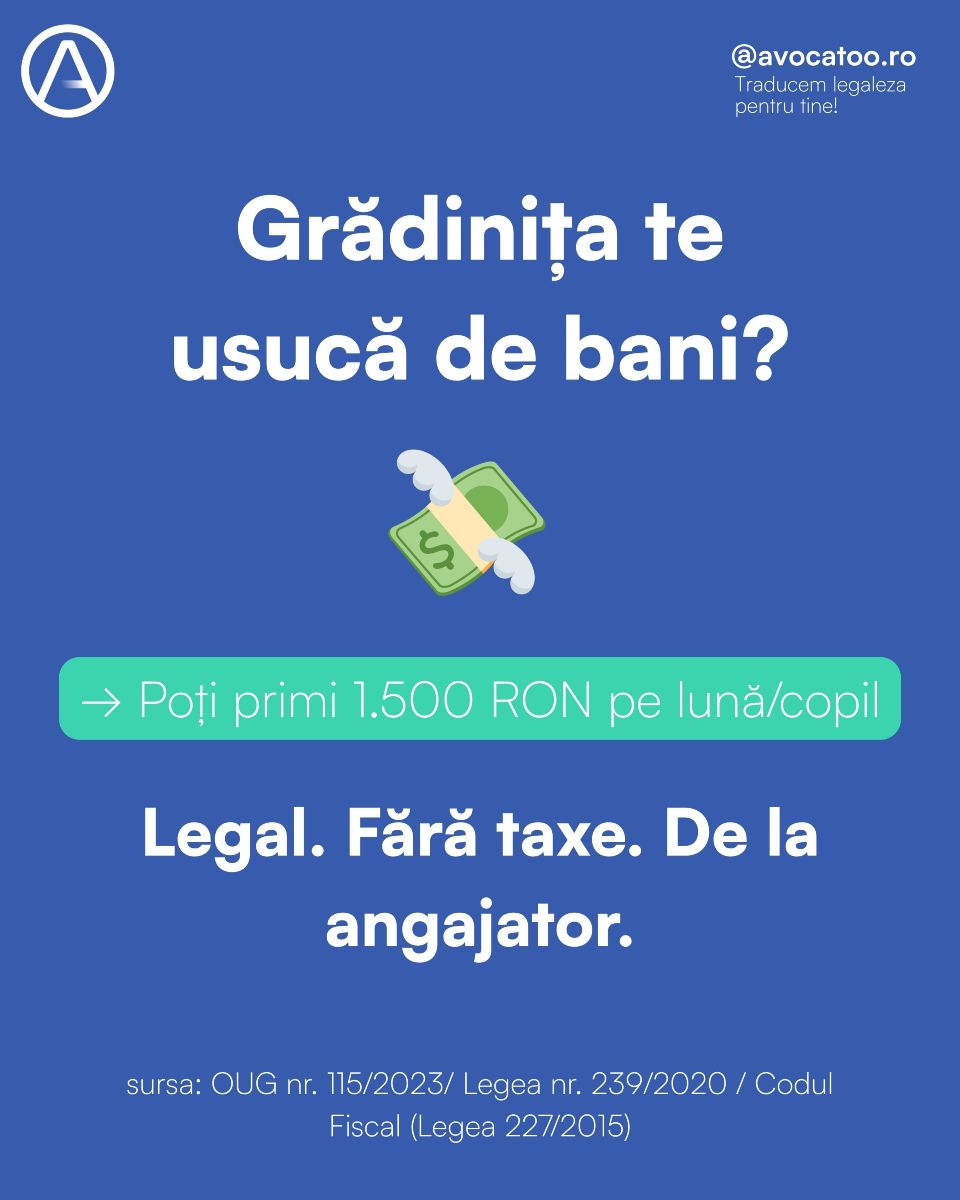 @avocatoo.ro
Traducem legaleza
pentru tine!
Grădinița te
usucă de bani?
→ Poți primi 1.500 RON pe lună/copil
Legal. Fără taxe. De la
angajator.
sursa: OUG nr. 115/2023/ Legea nr. 239/2020 / Codul
Fiscal (Legea 227/2015)